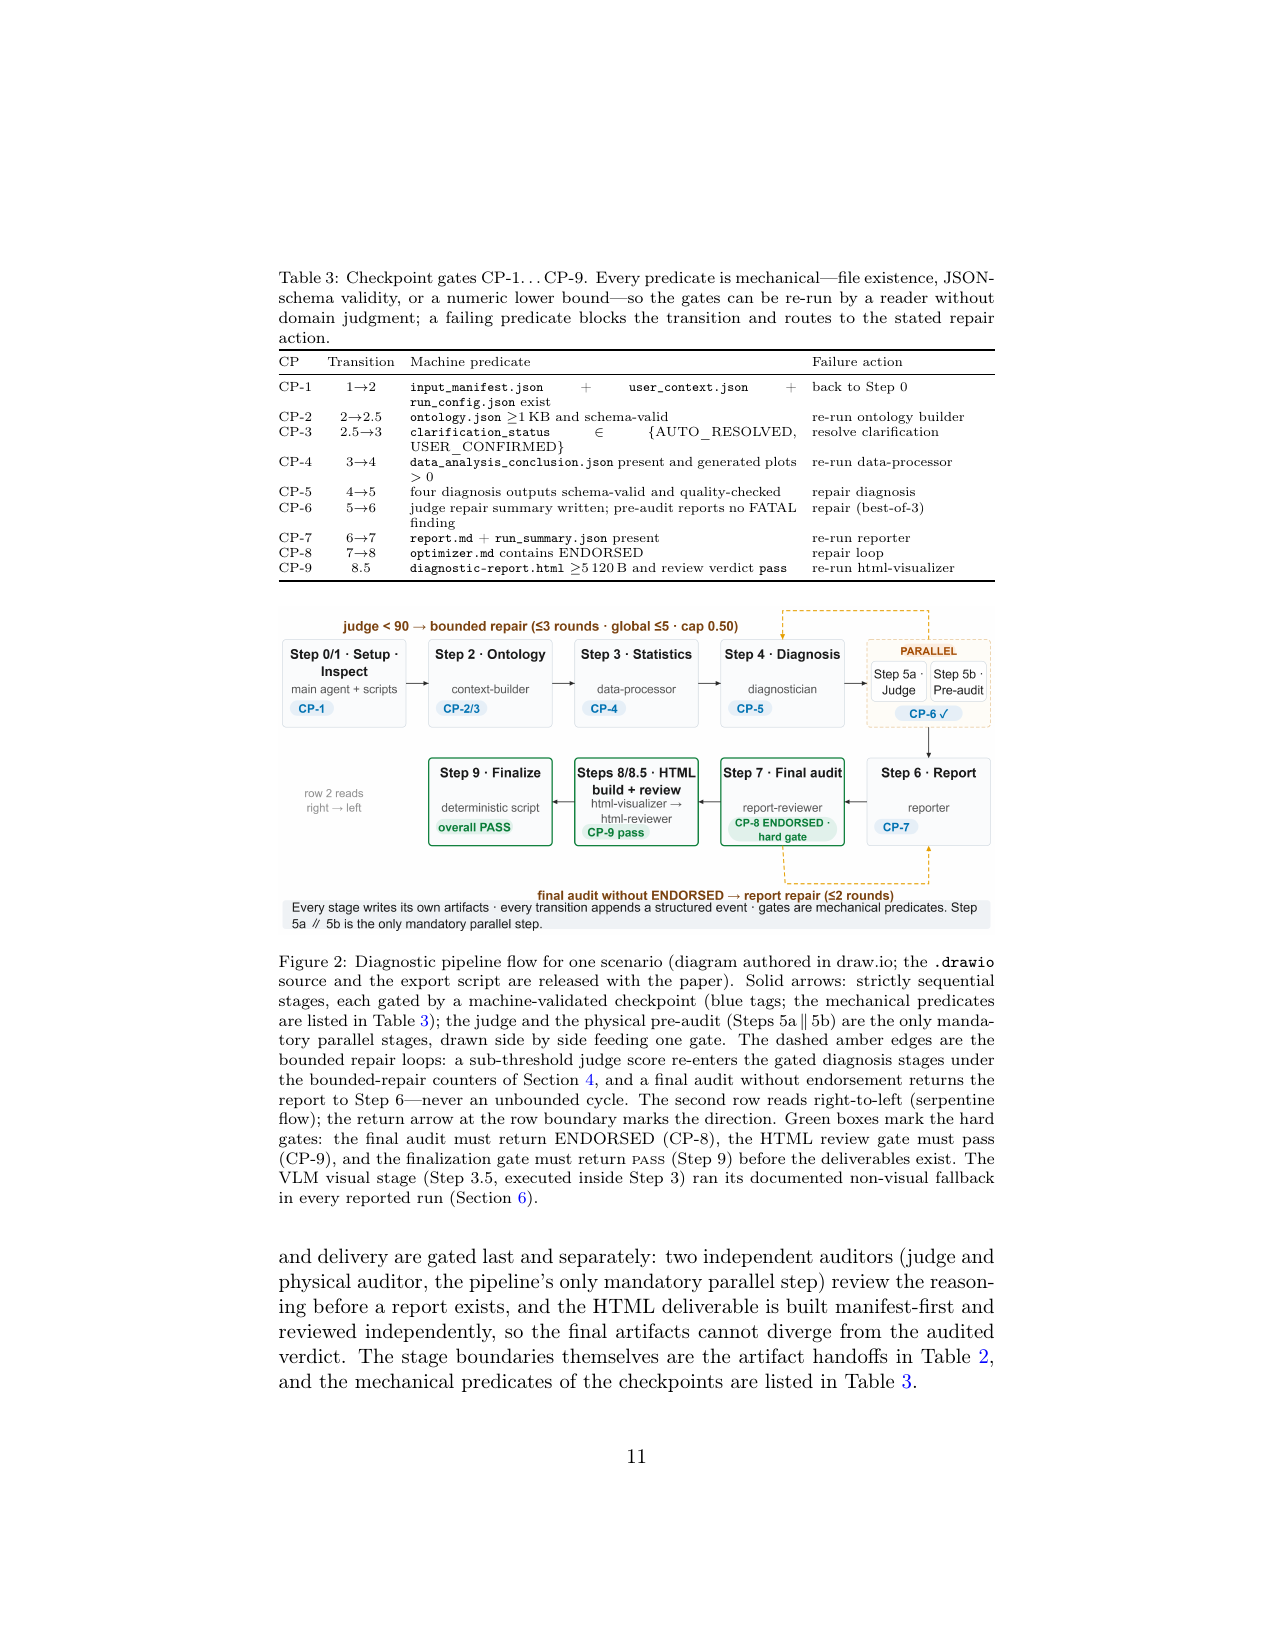 Table 3: Checkpoint gates CP-1...CP-9. Every predicate is mechanical—file existence, JSON-
schema validity, or a numeric lower bound—so the gates can be re-run by a reader without
domain judgment; a failing predicate blocks the transition and routes to the stated repair
action.
CP Transition Machine predicate Failure action
CP-1 1→2 input_manifest.json + user_context.json + back to Step 0
run_config.json exist
CP-2 2→2.5 ontology.json ≥1 KB and schema-valid re-run ontology builder
CP-3 2.5→3 clarification_status ∈ {AUTO_RESOLVED, resolve clarification
USER_CONFIRMED}
CP-4 3→4 data_analysis_conclusion.json present and generated plots re-run data-processor
> 0
CP-5 4→5 four diagnosis outputs schema-valid and quality-checked repair diagnosis
CP-6 5→6 judge repair summary written; pre-audit reports no FATAL repair (best-of-3)
finding
CP-7 6→7 report.md + run_summary.json present re-run reporter
CP-8 7→8 optimizer.md contains ENDORSED repair loop
CP-9 8.5 diagnostic-report.html ≥5 120 B and review verdict pass re-run html-visualizer
judge < 90 → bounded repair (≤3 rounds · global ≤5 · cap 0.50)
Step 0/1 · Setup ·
Inspect
main agent + scripts
CP-1
Step 2 · Ontology
context-builder
CP-2/3
Step 3 · Statistics
data-processor
CP-4
Step 4 · Diagnosis
diagnostician
CP-5
PARALLEL
Step 5a ·
Judge
Step 5b ·
Pre-audit
CP-6 ✓
Step 6 · Report
reporter
CP-7
Step 7 · Final audit
report-reviewer
CP-8 ENDORSED ·
hard gate
Steps 8/8.5 · HTML
build + review
html-visualizer →
html-reviewer
CP-9 pass
Step 9 · Finalize
deterministic script
overall PASS
row 2 reads
right → left
final audit without ENDORSED → report repair (≤2 rounds)
Every stage writes its own artifacts · every transition appends a structured event · gates are mechanical predicates. Step
5a ∥ 5b is the only mandatory parallel step.
Figure 2: Diagnostic pipeline flow for one scenario (diagram authored in draw.io; the .drawio
source and the export script are released with the paper). Solid arrows: strictly sequential
stages, each gated by a machine-validated checkpoint (blue tags; the mechanical predicates
are listed in Table 3); the judge and the physical pre-audit (Steps 5a ∥ 5b) are the only manda-
tory parallel stages, drawn side by side feeding one gate. The dashed amber edges are the
bounded repair loops: a sub-threshold judge score re-enters the gated diagnosis stages under
the bounded-repair counters of Section 4, and a final audit without endorsement returns the
report to Step 6—never an unbounded cycle. The second row reads right-to-left (serpentine
flow); the return arrow at the row boundary marks the direction. Green boxes mark the hard
gates: the final audit must return ENDORSED (CP-8), the HTML review gate must pass
(CP-9), and the finalization gate must return PASS (Step 9) before the deliverables exist. The
VLM visual stage (Step 3.5, executed inside Step 3) ran its documented non-visual fallback
in every reported run (Section 6).
and delivery are gated last and separately: two independent auditors (judge and
physical auditor, the pipeline's only mandatory parallel step) review the reason-
ing before a report exists, and the HTML deliverable is built manifest-first and
reviewed independently, so the final artifacts cannot diverge from the audited
verdict. The stage boundaries themselves are the artifact handoffs in Table 2,
and the mechanical predicates of the checkpoints are listed in Table 3.
11